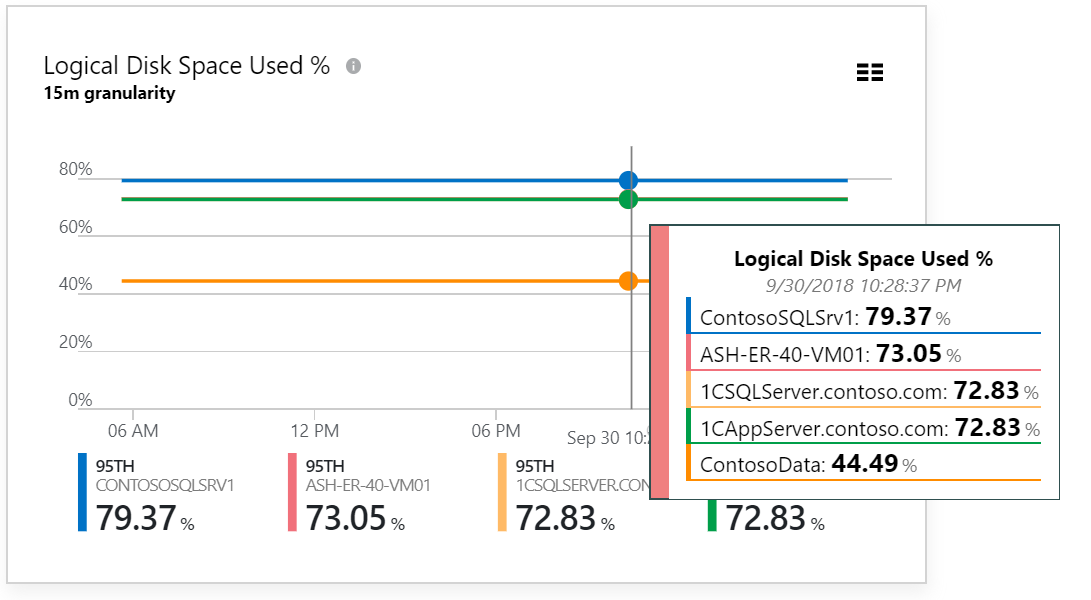 Logical Disk Space Used %
15m granularity
80%
60%
40%
20%
0%
06 AM
12 PM
06 PM
Sep 30 10:
Logical Disk Space Used %
9/30/2018 10:28:37 PM
ContosoSQLSrv1: 79.37 %
ASH-ER-40-VM01: 73.05 %
1CSQLServer.contoso.com: 72.83 %
1CAppServer.contoso.com: 72.83 %
ContosoData: 44.49 %
95TH
CONTOSOSQLSRV1
79.37 %
95TH
ASH-ER-40-VM01
73.05 %
95TH
1CSQLSERVER.CON
72.83 %
72.83 %